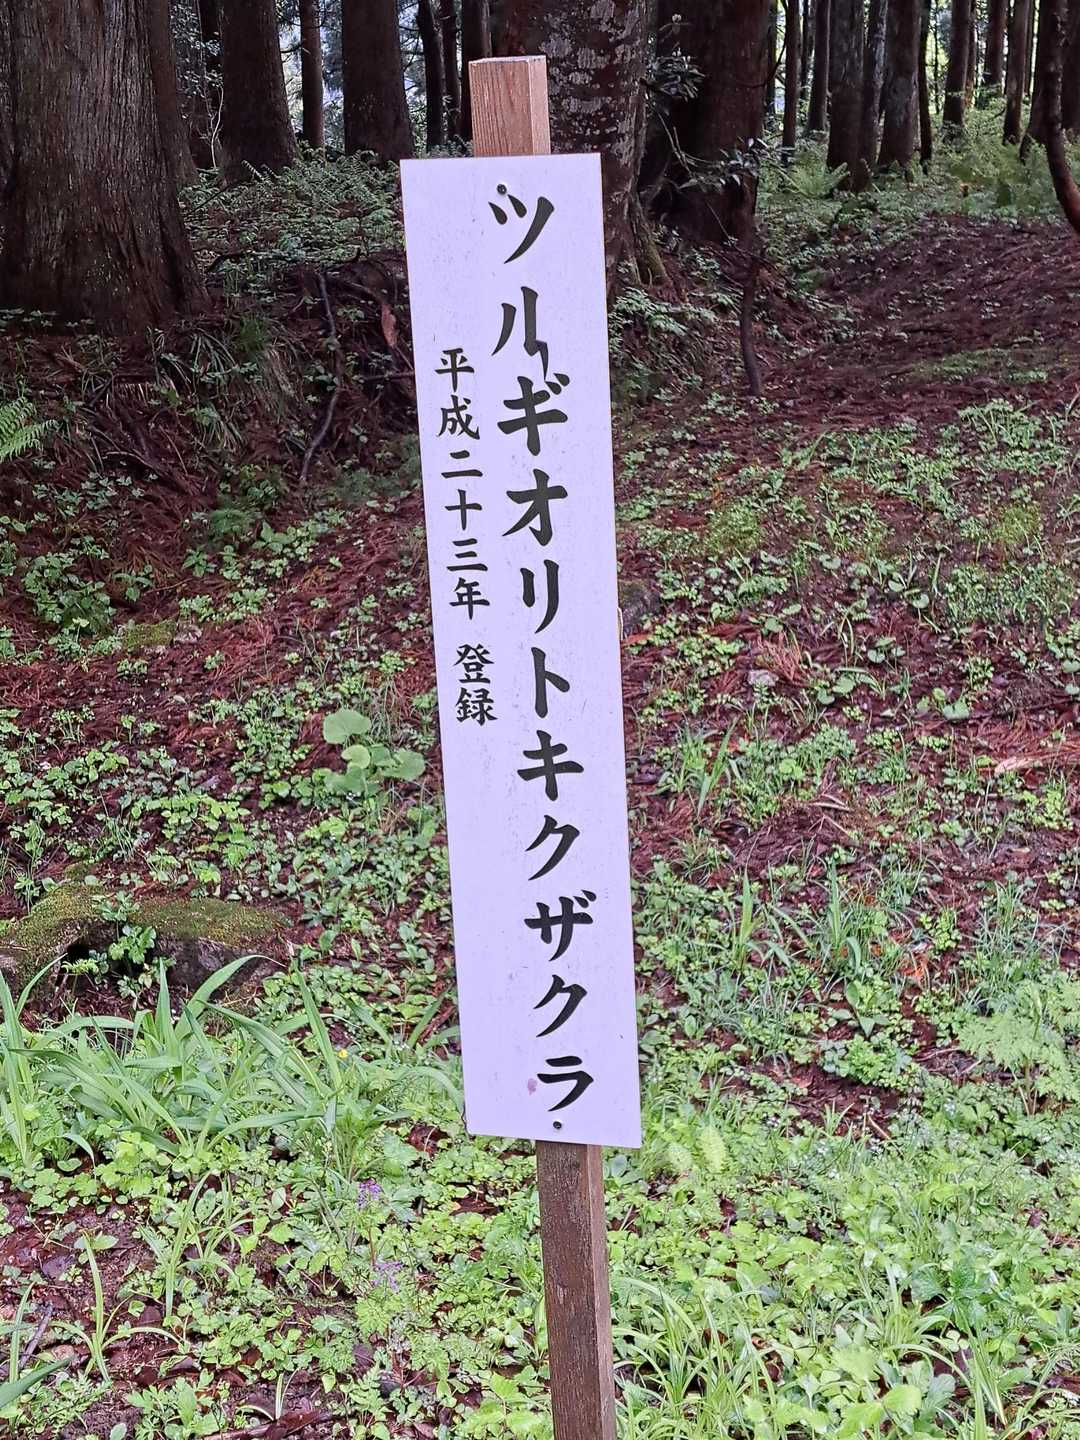 ツルギオリトキクザクラ
平成二十三年 登録